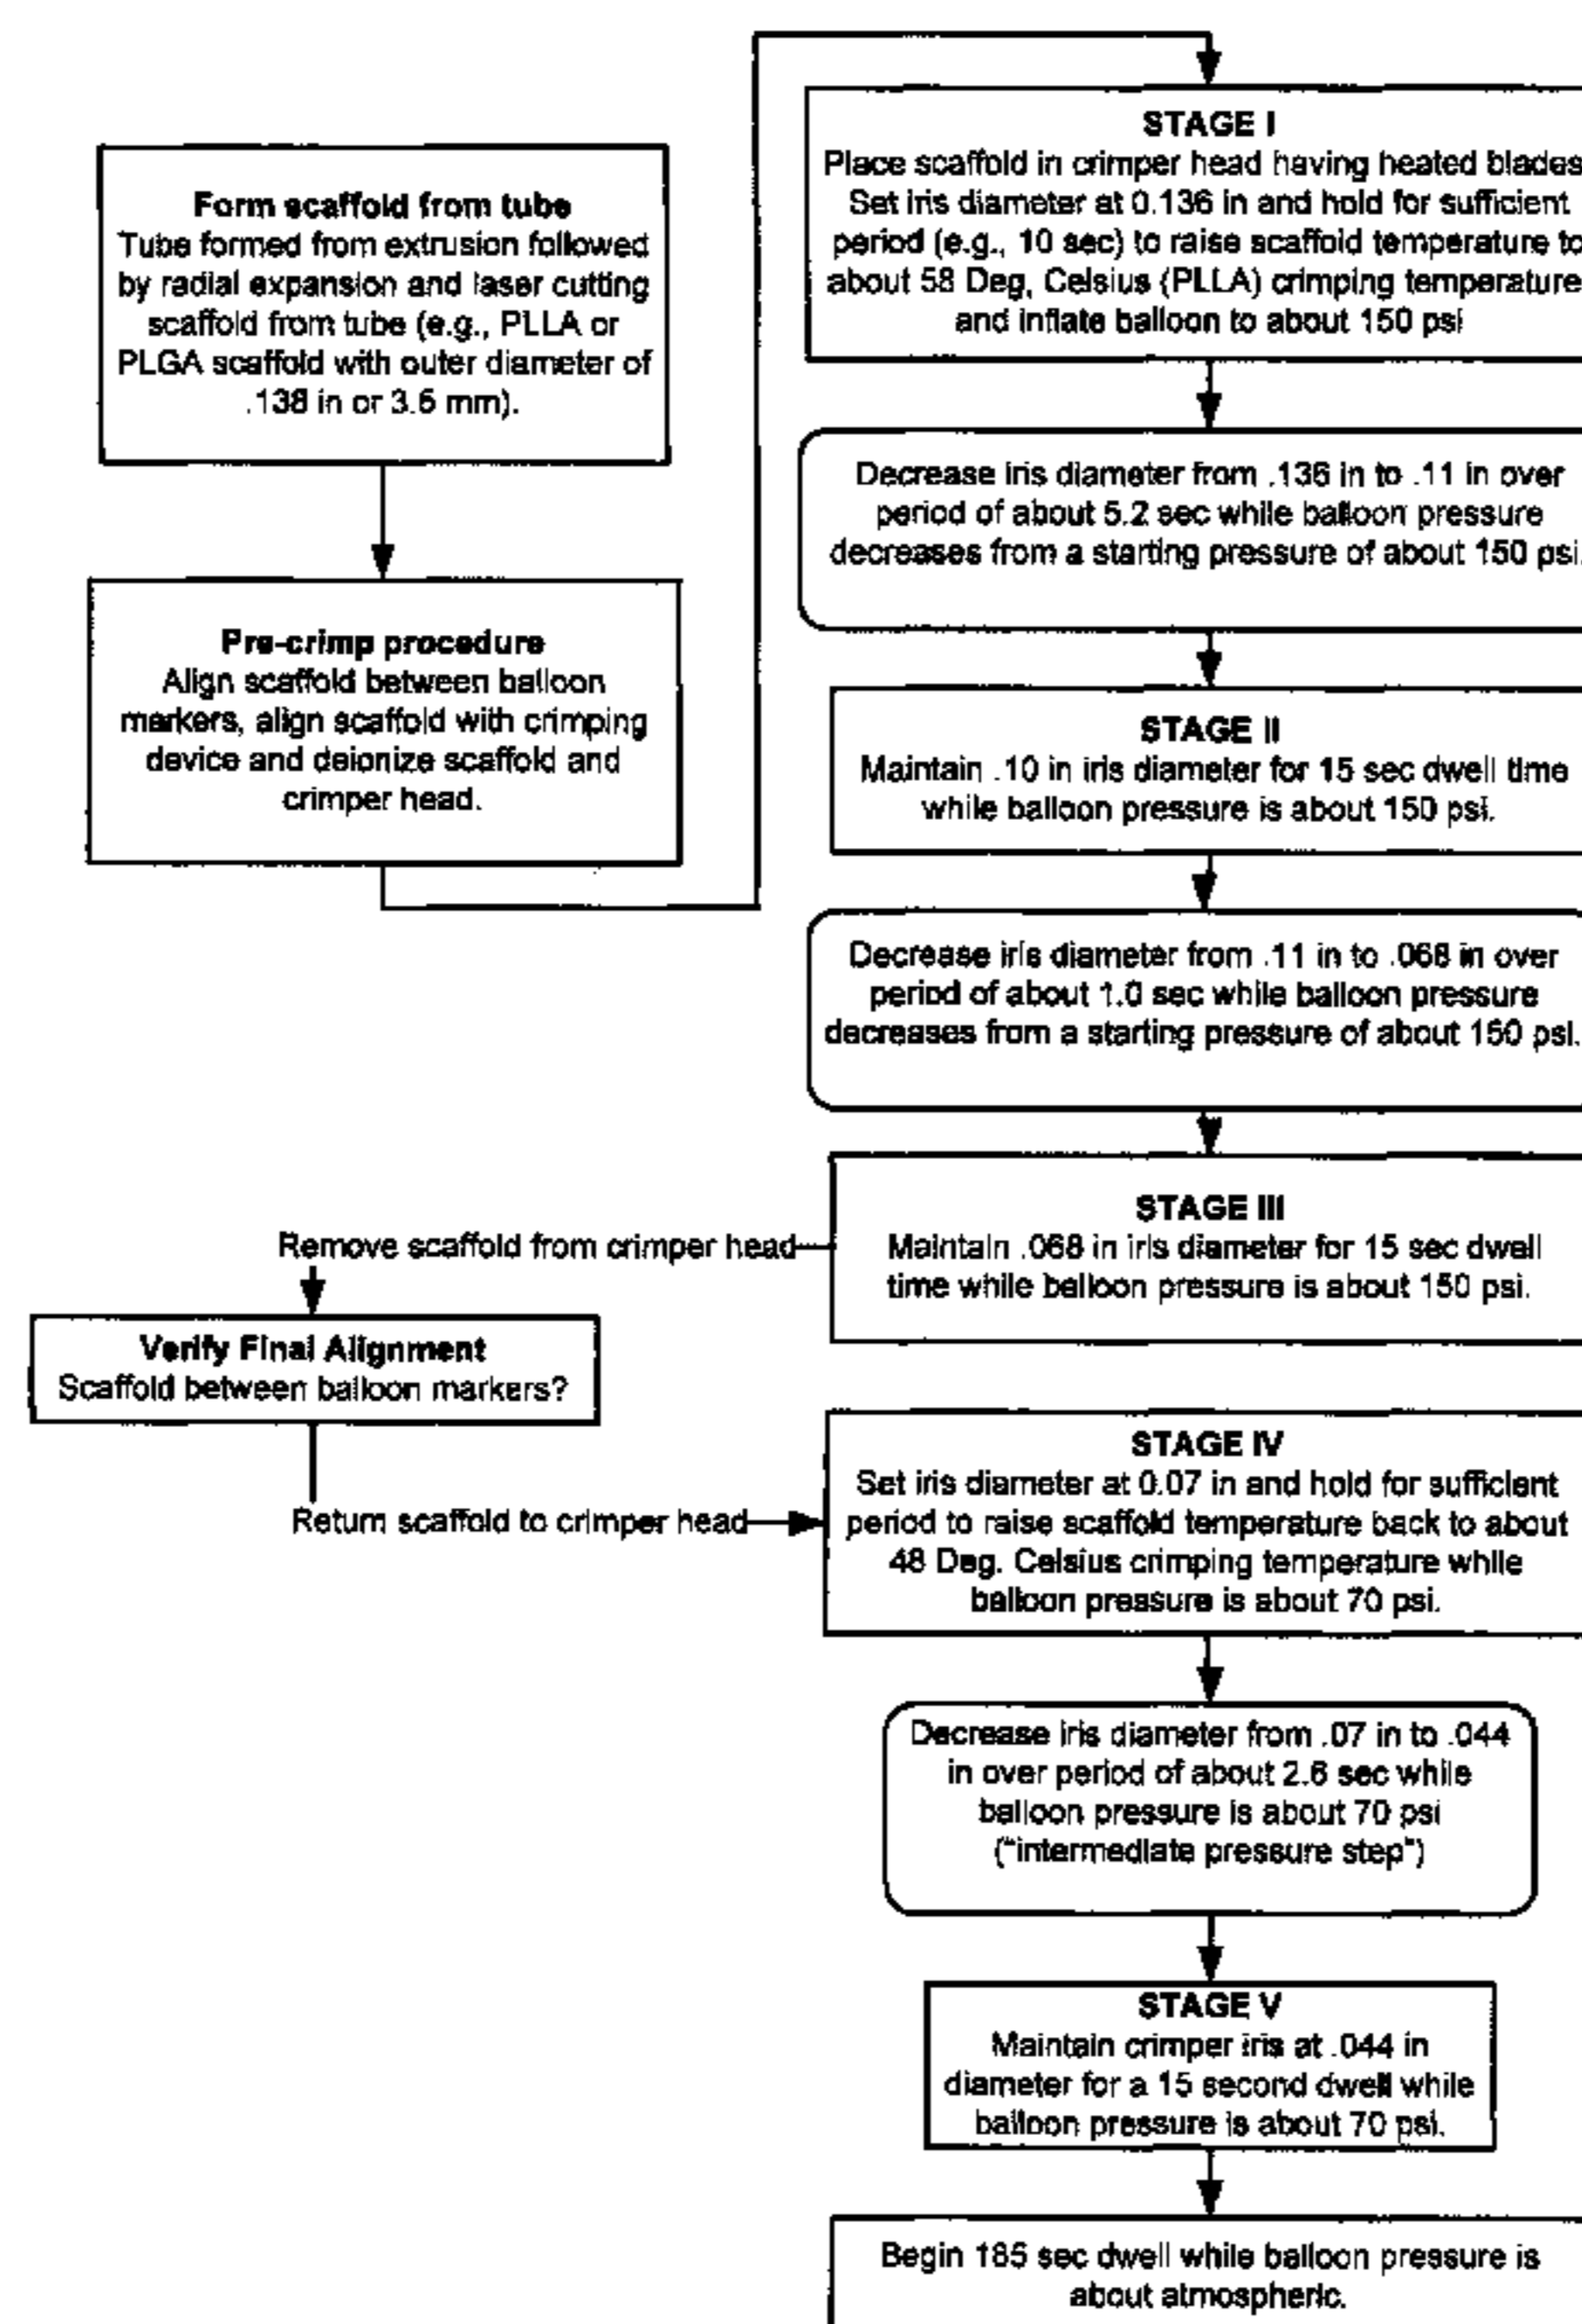 Form scaffold from tube
Tube formed from extrusion followed
by radial expansion and laser cutting
scaffold from tube (e.g., PLLA or
PLGA scaffold with outer diameter of
.138 in or 3.5 mm).
Pre-crimp procedure
Align scaffold between balloon
markers, align scaffold with crimping
device and deionize scaffold and
crimper head.
STAGE I
Place scaffold in crimper head having heated blades
Set iris diameter at 0.136 in and hold for sufficient
period (e.g., 10 sec) to raise scaffold temperature to
about 58 Deg, Celsius (PLLA) crimping temperature
and inflate balloon to about 150 psi
Decrease iris diameter from .136 in to .11 in over
period of about 5.2 sec while balloon pressure
decreases from a starting pressure of about 150 psi.
STAGE II
Maintain .10 in iris diameter for 15 sec dwell time
while balloon pressure is about 150 psi.
Decrease iris diameter from .11 in to .068 in over
period of about 1.0 sec while balloon pressure
decreases from a starting pressure of about 150 psi.
STAGE III
Maintain .068 in iris diameter for 15 sec dwell
time while balloon pressure is about 150 psi.
Remove scaffold from crimper head
Verify Final Alignment
Scaffold between balloon markers?
Return scaffold to crimper head
STAGE IV
Set iris diameter at 0.07 in and hold for sufficient
period to raise scaffold temperature back to about
48 Deg. Celsius crimping temperature while
balloon pressure is about 70 psi.
Decrease iris diameter from .07 in to .044
in over period of about 2.6 sec while
balloon pressure is about 70 psi
("intermediate pressure step")
STAGE V
Maintain crimper iris at .044 in
diameter for a 15 second dwell while
balloon pressure is about 70 psi.
Begin 185 sec dwell while balloon pressure is
about atmospheric.